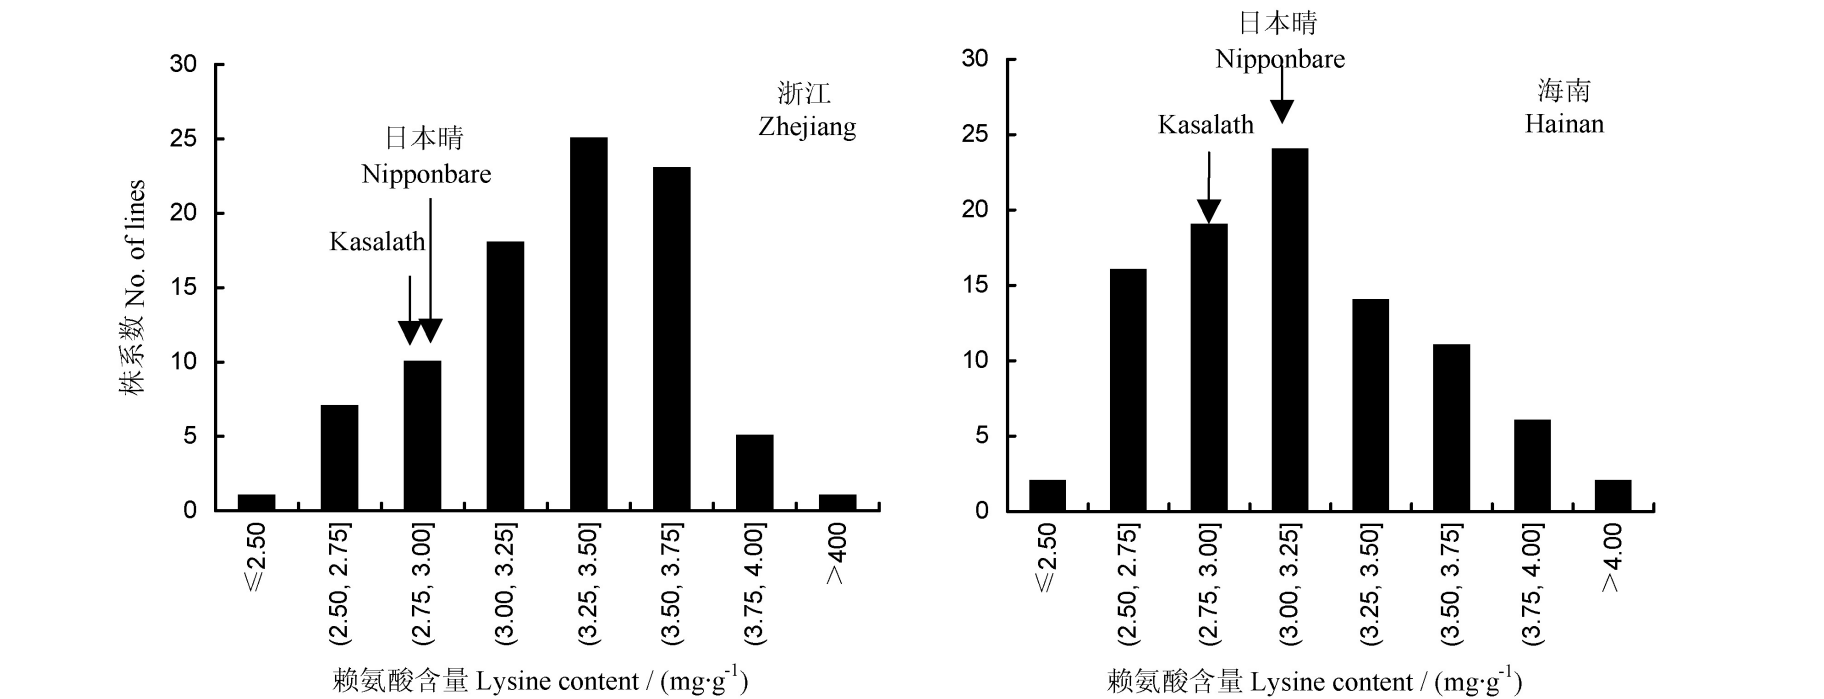 日本晴
Nipponbare
Kasalath
浙江
Zhejiang
株系数 No. of lines
30
25
20
15
10
5
0
≤2.50
(2.50, 2.75]
(2.75, 3.00]
(3.00, 3.25]
(3.25, 3.50]
(3.50, 3.75]
(3.75, 4.00]
>400
赖氨酸含量 Lysine content / (mg·g-1)
日本晴
Nipponbare
Kasalath
海南
Hainan
30
25
20
15
10
5
0
≤2.50
(2.50, 2.75]
(2.75, 3.00]
(3.00, 3.25]
(3.25, 3.50]
(3.50, 3.75]
(3.75, 4.00]
>4.00
赖氨酸含量 Lysine content / (mg·g-1)